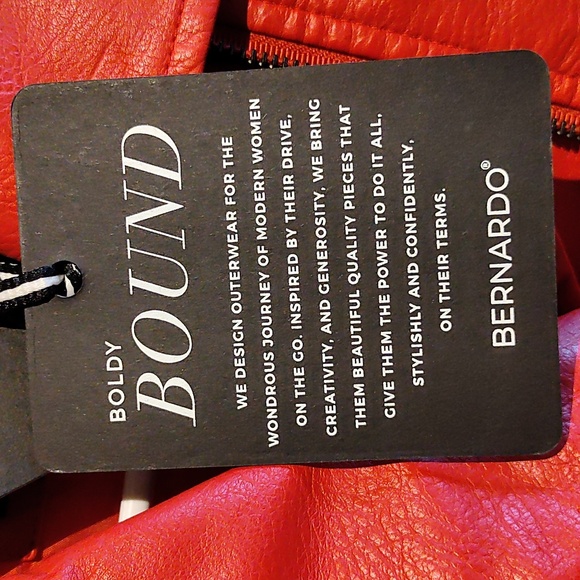 BOLDY
BOUND
WE DESIGN OUTERWEAR FOR THE
WONDROUS JOURNEY OF MODERN WOMEN
ON THE GO. INSPIRED BY THEIR DRIVE,
CREATIVITY, AND GENEROSITY, WE BRING
THEM BEAUTIFUL QUALITY PIECES THAT
GIVE THEM THE POWER TO DO IT ALL,
STYLISHLY AND CONFIDENTLY,
ON THEIR TERMS.
BERNARDO®